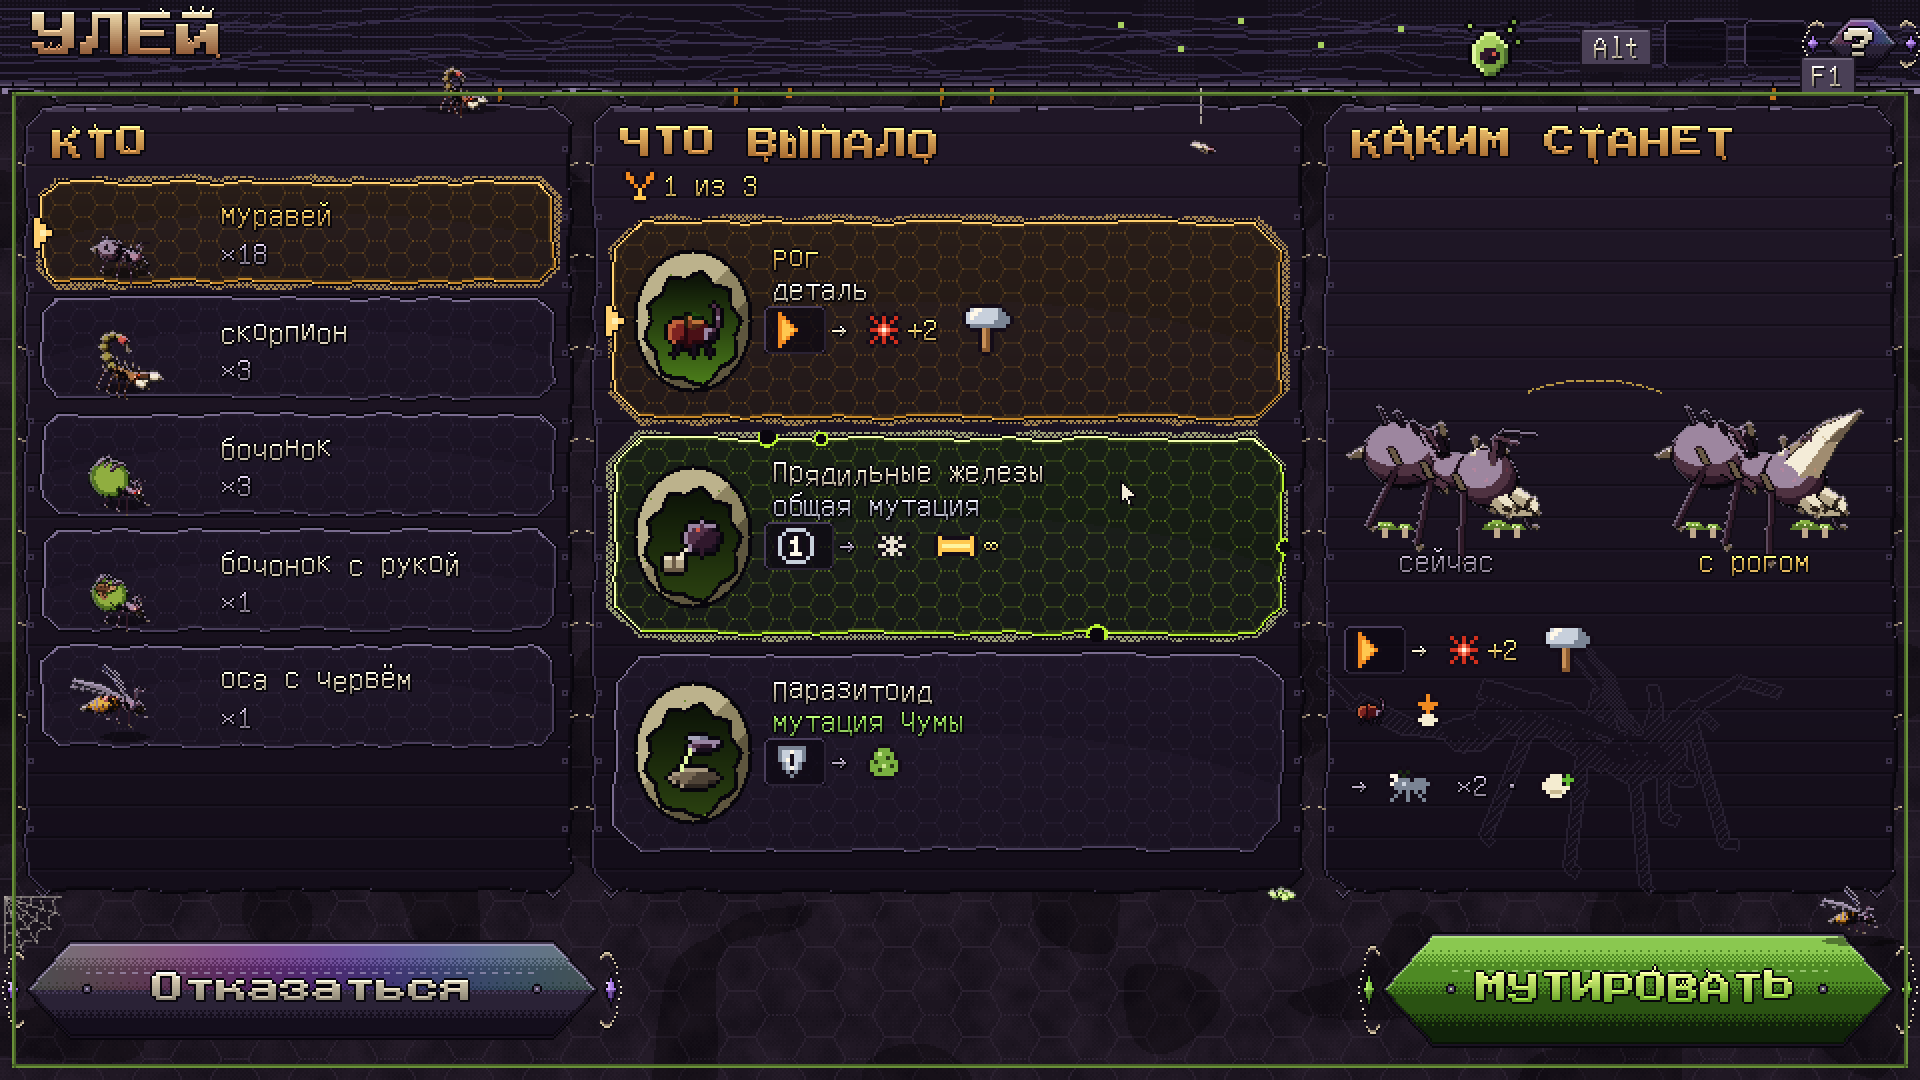 УЛЕЙ
Alt
?
F1
КТО
муравей
×18
скорпион
×3
бочонок
×3
бочонок с рукой
×1
оса с червём
×1
ЧТО ВЫПАЛО
1 из 3
рог
деталь
→ +2
Прядильные железы
общая мутация
1 → ∞
Паразитоид
мутация Чумы
! →
КАКИМ СТАНЕТ
сейчас
с рогом
→ +2
→ ×2 ·
Отказаться
МУТИРОВАТЬ